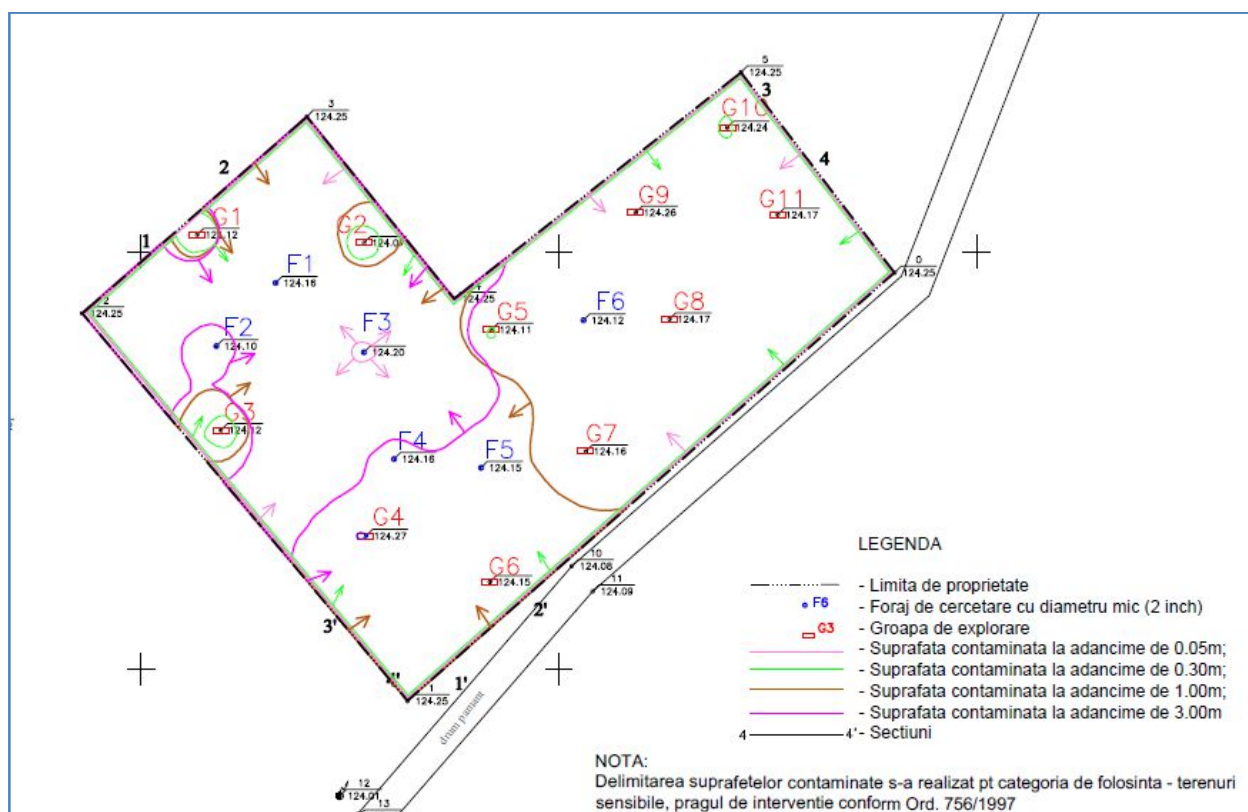 5
124.25
3
G10
124.24
3
124.25
4
2
G9
124.26
G11
124.17
G1
124.12
G2
124.0
1
0
124.25
F1
124.16
4
124.25
2
124.25
G5
124.11
F6
124.12
G8
124.17
F2
124.10
F3
124.20
G3
124.12
F4
124.16
F5
124.15
G7
124.16
G4
124.27
G6
124.15
10
124.08
11
124.09
2'
3'
1
124.25
1'
drum pamant
12
124.01
13
LEGENDA
- Limita de proprietate
F6 - Foraj de cercetare cu diametru mic (2 inch)
G3 - Groapa de explorare
- Suprafata contaminata la adancime de 0.05m;
- Suprafata contaminata la adancime de 0.30m;
- Suprafata contaminata la adancime de 1.00m;
- Suprafata contaminata la adancime de 3.00m
4 4' - Sectiuni
NOTA:
Delimitarea suprafetelor contaminate s-a realizat pt categoria de folosinta - terenuri
sensibile, pragul de interventie conform Ord. 756/1997